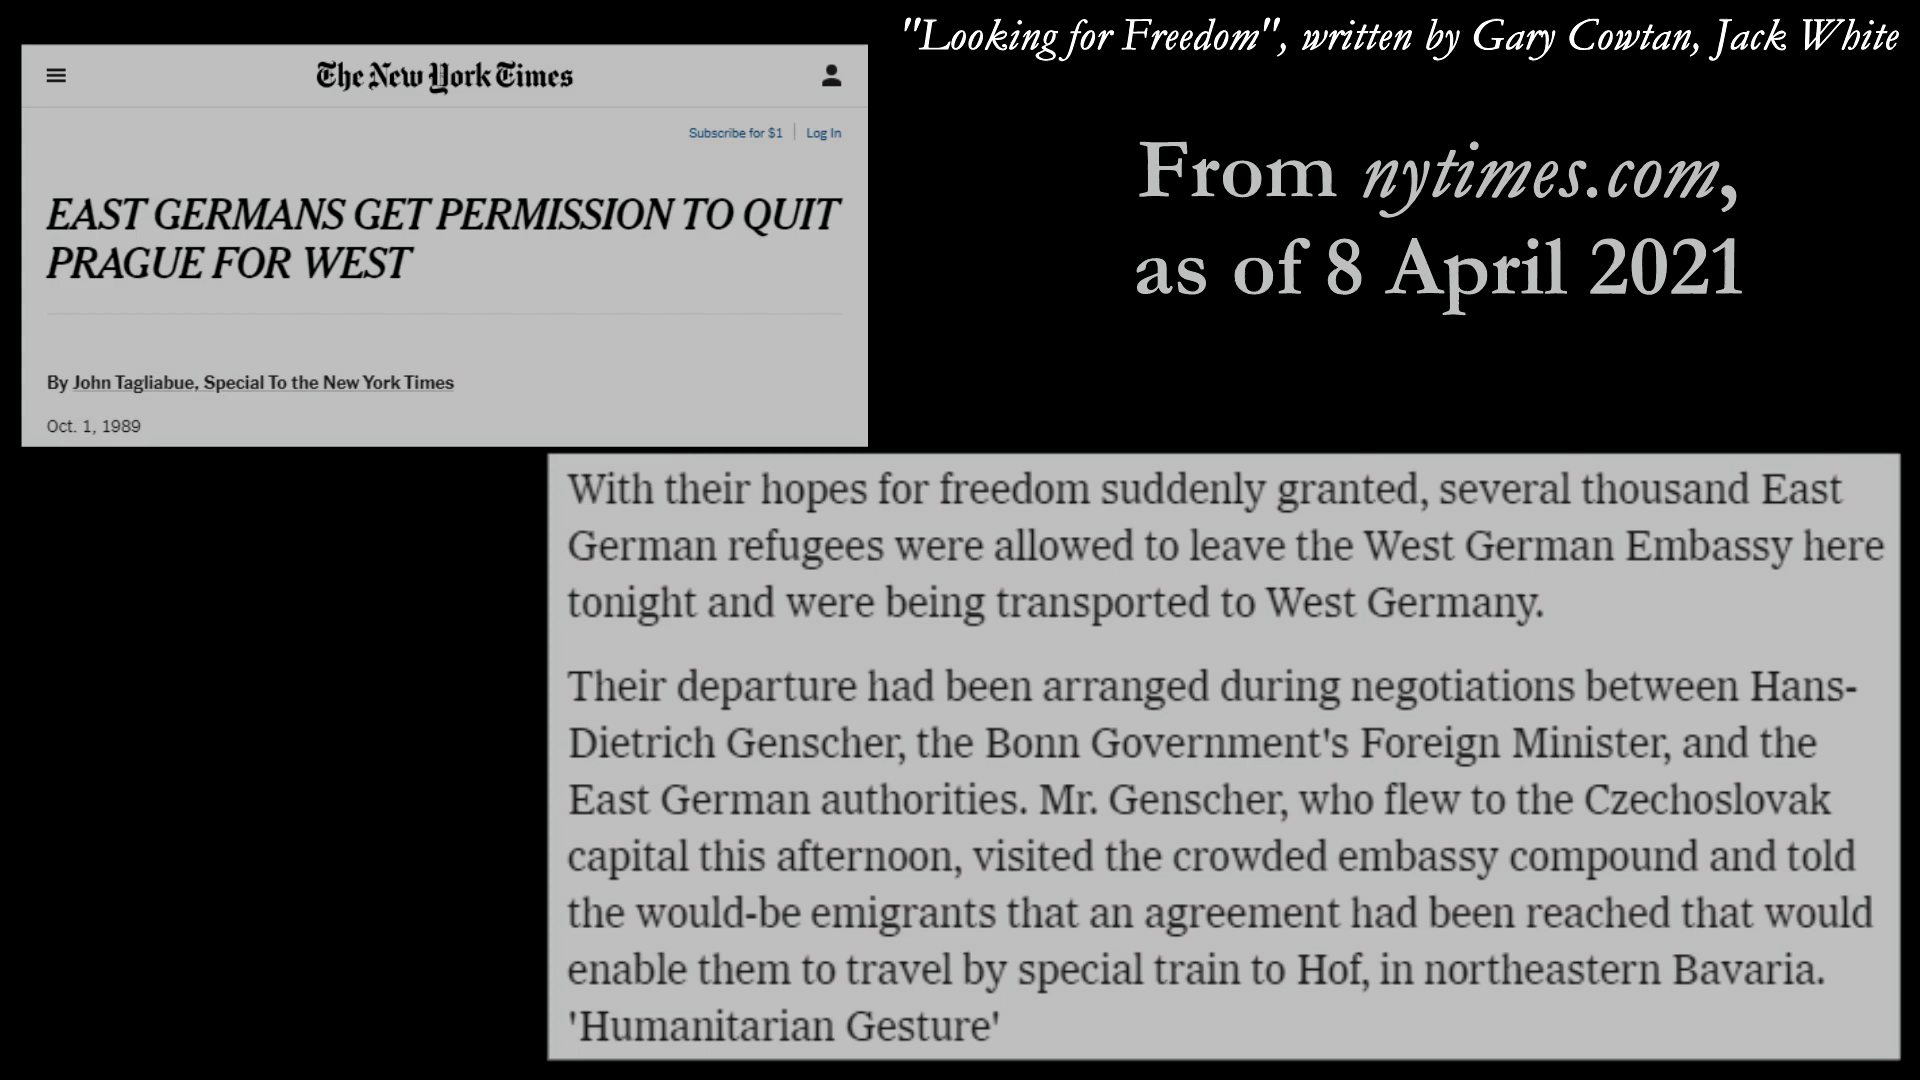 "Looking for Freedom", written by Gary Cowtan, Jack White
The New York Times
Subscribe for $1 | Log In
EAST GERMANS GET PERMISSION TO QUIT
PRAGUE FOR WEST
By John Tagliabue, Special To the New York Times
Oct. 1, 1989
From nytimes.com,
as of 8 April 2021
With their hopes for freedom suddenly granted, several thousand East
German refugees were allowed to leave the West German Embassy here
tonight and were being transported to West Germany.
Their departure had been arranged during negotiations between Hans-
Dietrich Genscher, the Bonn Government's Foreign Minister, and the
East German authorities. Mr. Genscher, who flew to the Czechoslovak
capital this afternoon, visited the crowded embassy compound and told
the would-be emigrants that an agreement had been reached that would
enable them to travel by special train to Hof, in northeastern Bavaria.
'Humanitarian Gesture'